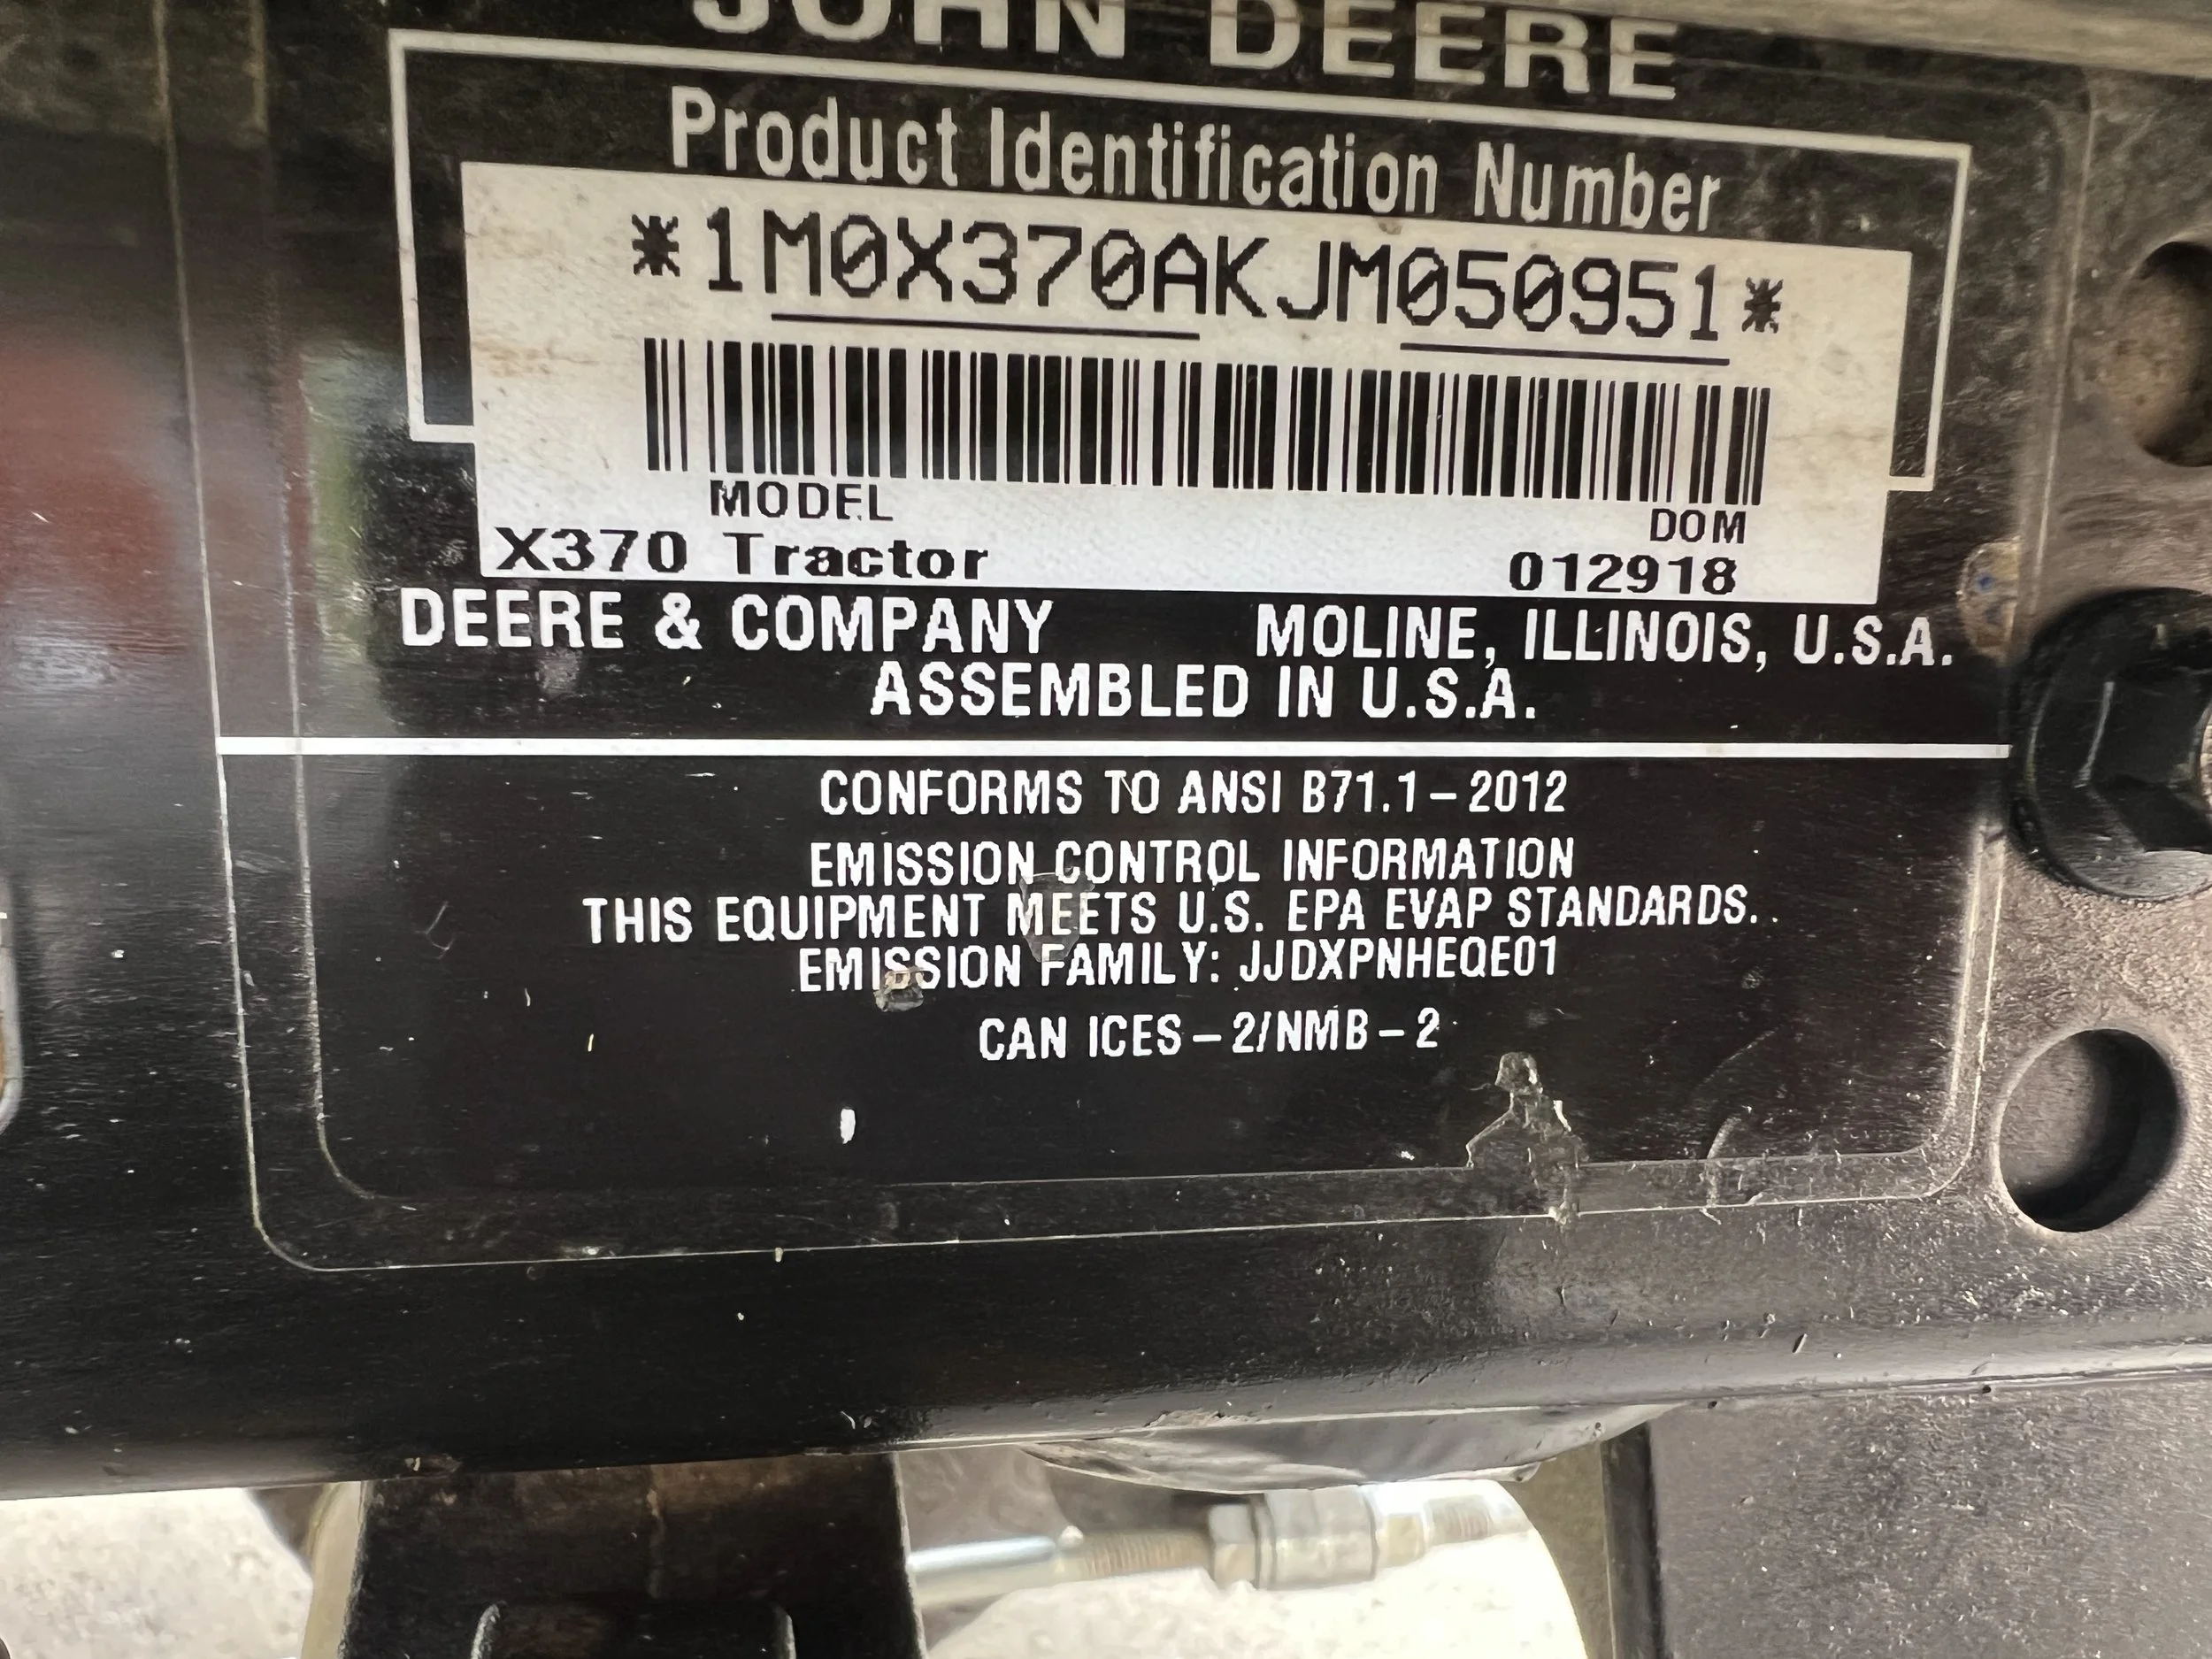 JOHN DEERE
Product Identification Number
*1M0X370AKJM050951*
MODEL DOM
X370 Tractor 012918
DEERE & COMPANY MOLINE, ILLINOIS, U.S.A.
ASSEMBLED IN U.S.A.
CONFORMS TO ANSI B71.1 – 2012
EMISSION CONTROL INFORMATION
THIS EQUIPMENT MEETS U.S. EPA EVAP STANDARDS.
EMISSION FAMILY: JJDXPNHEQE01
CAN ICES – 2/NMB – 2